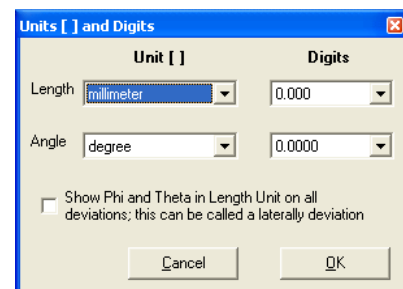 Units [ ] and Digits
Unit [ ] Digits
Length millimeter 0.000
Angle degree 0.0000
Show Phi and Theta in Length Unit on all
deviations; this can be called a laterally deviation
Cancel OK